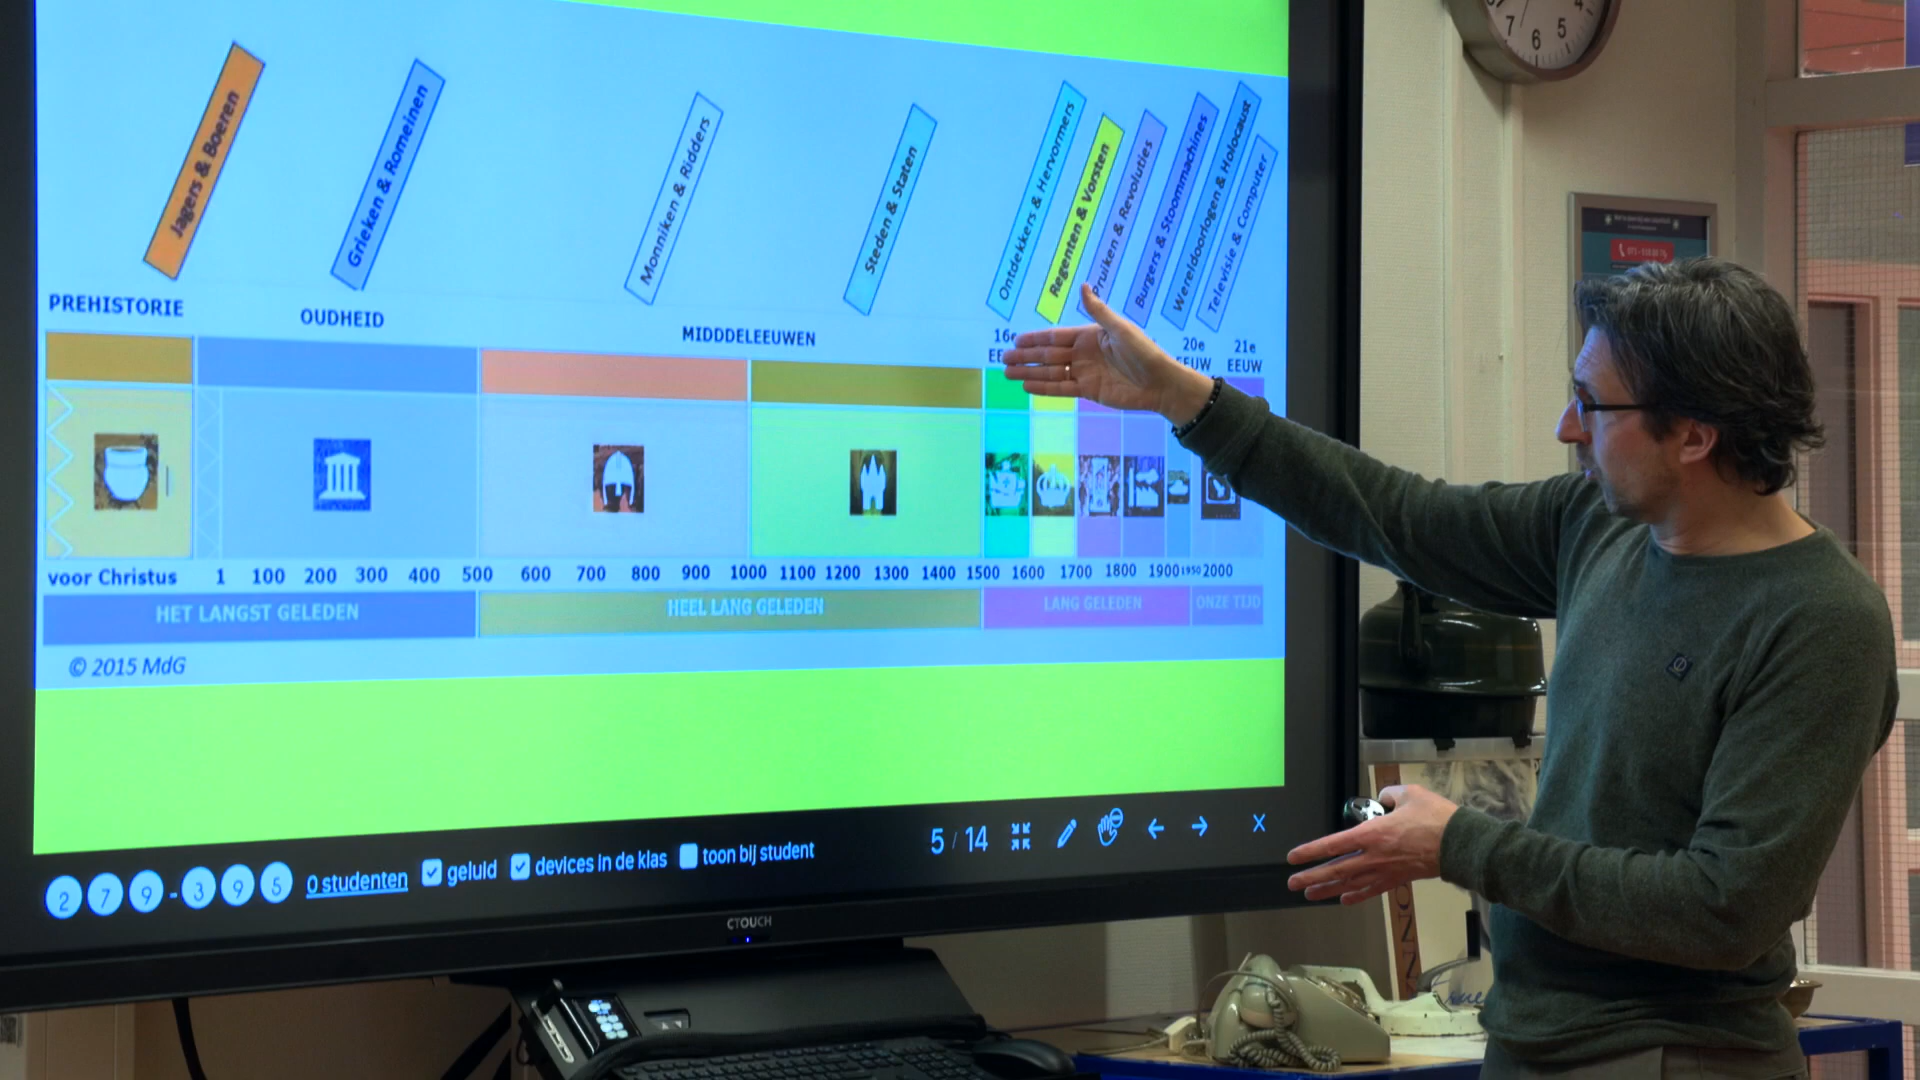 Jagers & Boeren
Grieken & Romeinen
Monniken & Ridders
Steden & Staten
Ontdekkers & Hervormers
Regenten & Vorsten
Pruiken & Revoluties
Burgers & Stoommachines
Wereldoorlogen & Holocaust
Televisie & Computer
PREHISTORIE
OUDHEID
MIDDDELEEUWEN
16e
20e
EEUW
21e
EEUW
voor Christus 1 100 200 300 400 500 600 700 800 900 1000 1100 1200 1300 1400 1500 1600 1700 1800 1900 1950 2000
HET LANGST GELEDEN
HEEL LANG GELEDEN
LANG GELEDEN
ONZE TIJD
© 2015 MdG
279-395 0 studenten geluid devices in de klas toon bij student 5 / 14
CTOUCH
7 6 5